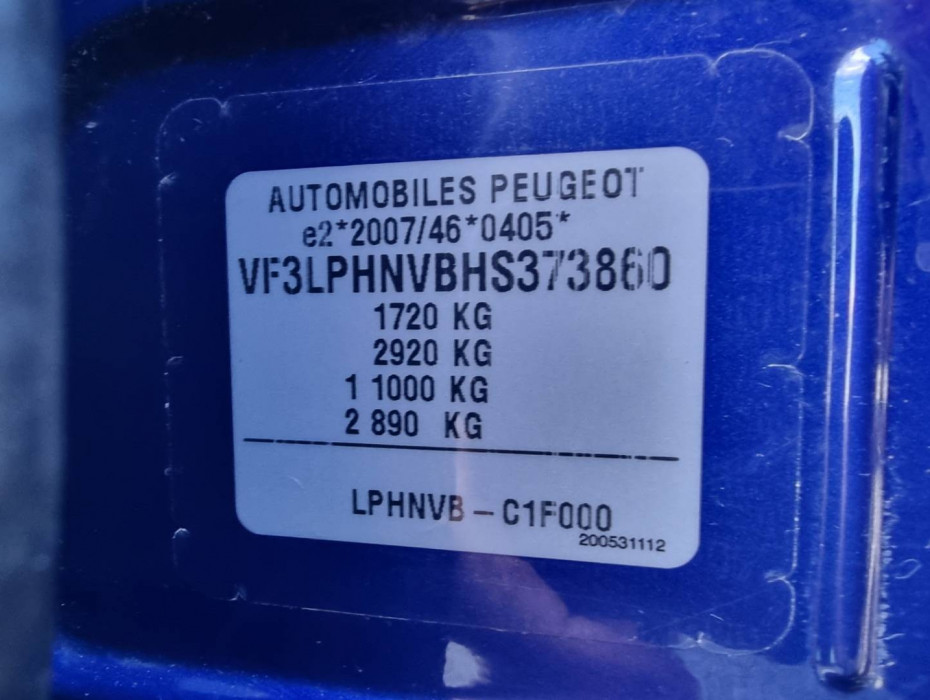 AUTOMOBILES PEUGEOT
e2*2007/46*0405*
VF3LPHNVBHS373860
1720 KG
2920 KG
1 1000 KG
2 890 KG
LPHNVB – C1F000
200531112